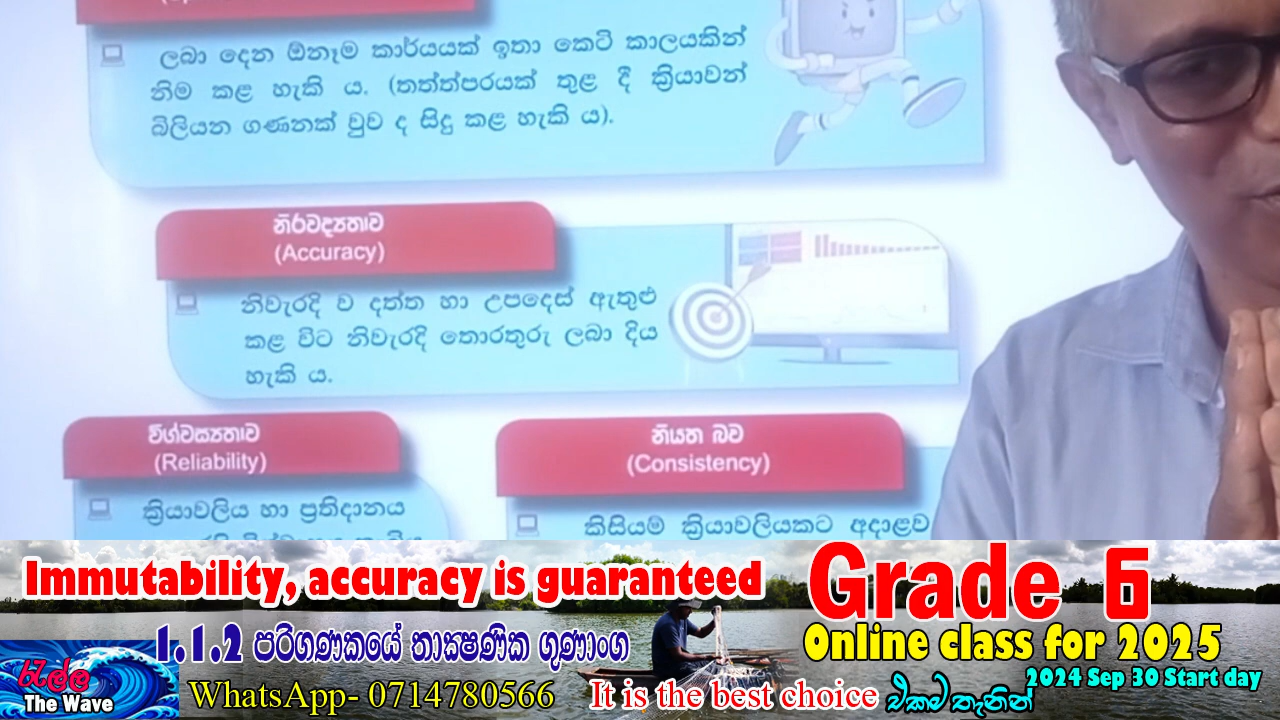 ලබා දෙන ඕනෑම කාර්යයක් ඉතා කෙටි කාලයකින්
නිම කළ හැකි ය. (තත්ත්පරයක් තුළ දී ක්‍රියාවන්
බිලියන ගණනක් වුව ද සිදු කළ හැකි ය).
නිරවද්‍යතාව
(Accuracy)
නිවැරදි ව දත්ත හා උපදෙස් ඇතුළු
කළ විට නිවැරදි තොරතුරු ලබා දිය
හැකි ය.
විශ්වස්‍යතාව
(Reliability)
ක්‍රියාවලිය හා ප්‍රතිදානය
නියත බව
(Consistency)
කිසියම් ක්‍රියාවලියකට අදාළව
Immutability, accuracy is guaranteed
Grade 6
1.1.2 පරිගණකයේ තාක්‍ෂණික ගුණාංග
Online class for 2025
2024 Sep 30 Start day
රැල්ල
The Wave
WhatsApp- 0714780566
It is the best choice
එකම තැනින්